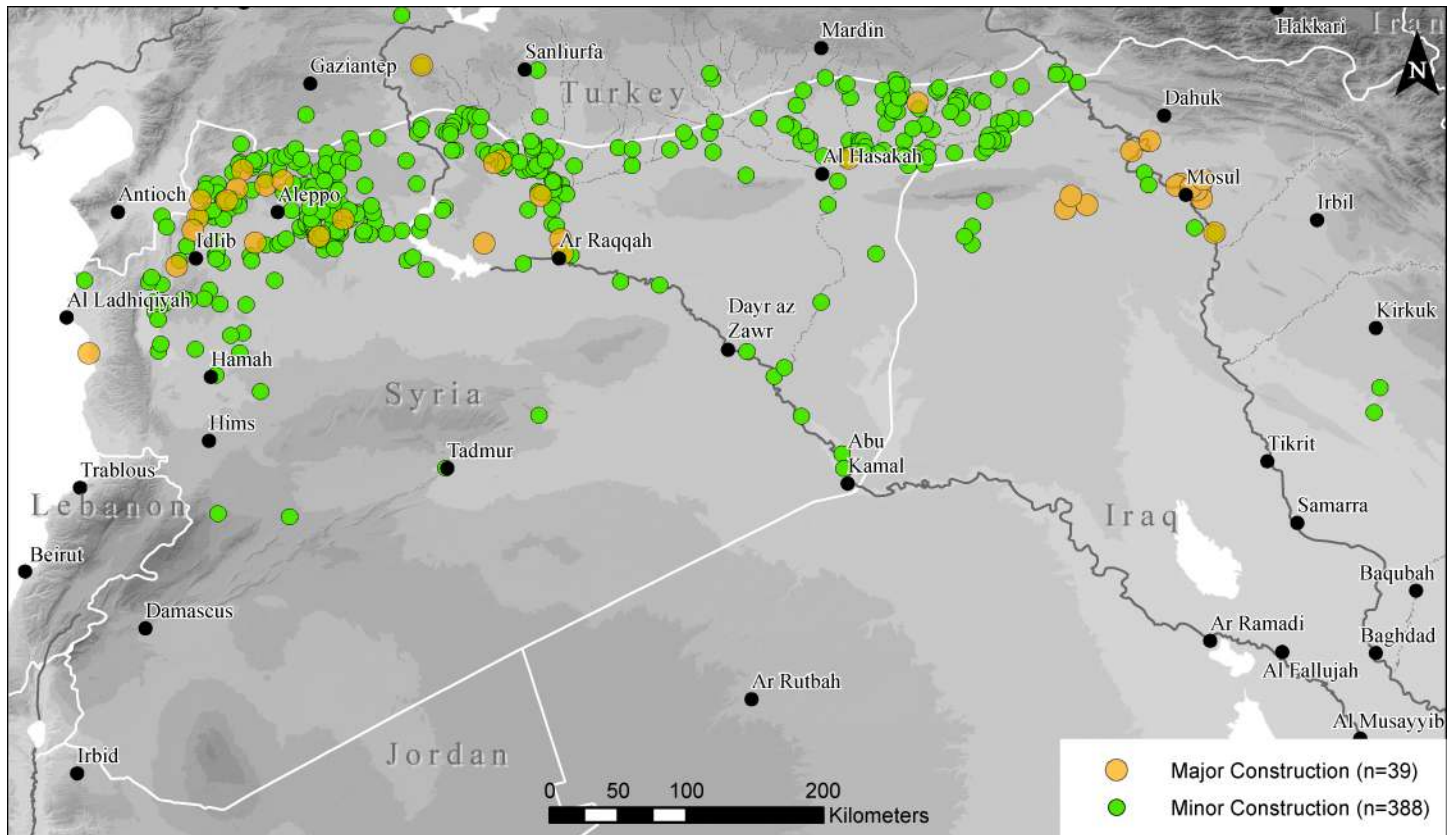 Hakkari
Iran
Mardin
Sanliurfa
Gaziantep
Turkey
N
Dahuk
Al Hasakah
Antioch
Aleppo
Mosul
Irbil
Idlib
Ar Raqqah
Al Ladhiqiyah
Dayr az
Zawr
Kirkuk
Hamah
Syria
Hims
Tadmur
Abu
Kamal
Tikrit
Trablous
Lebanon
Iraq
Samarra
Beirut
Baqubah
Damascus
Ar Ramadi
Baghdad
Al Fallujah
Ar Rutbah
Al Musayyib
Jordan
Irbid
0 50 100 200
Kilometers
Major Construction (n=39)
Minor Construction (n=388)